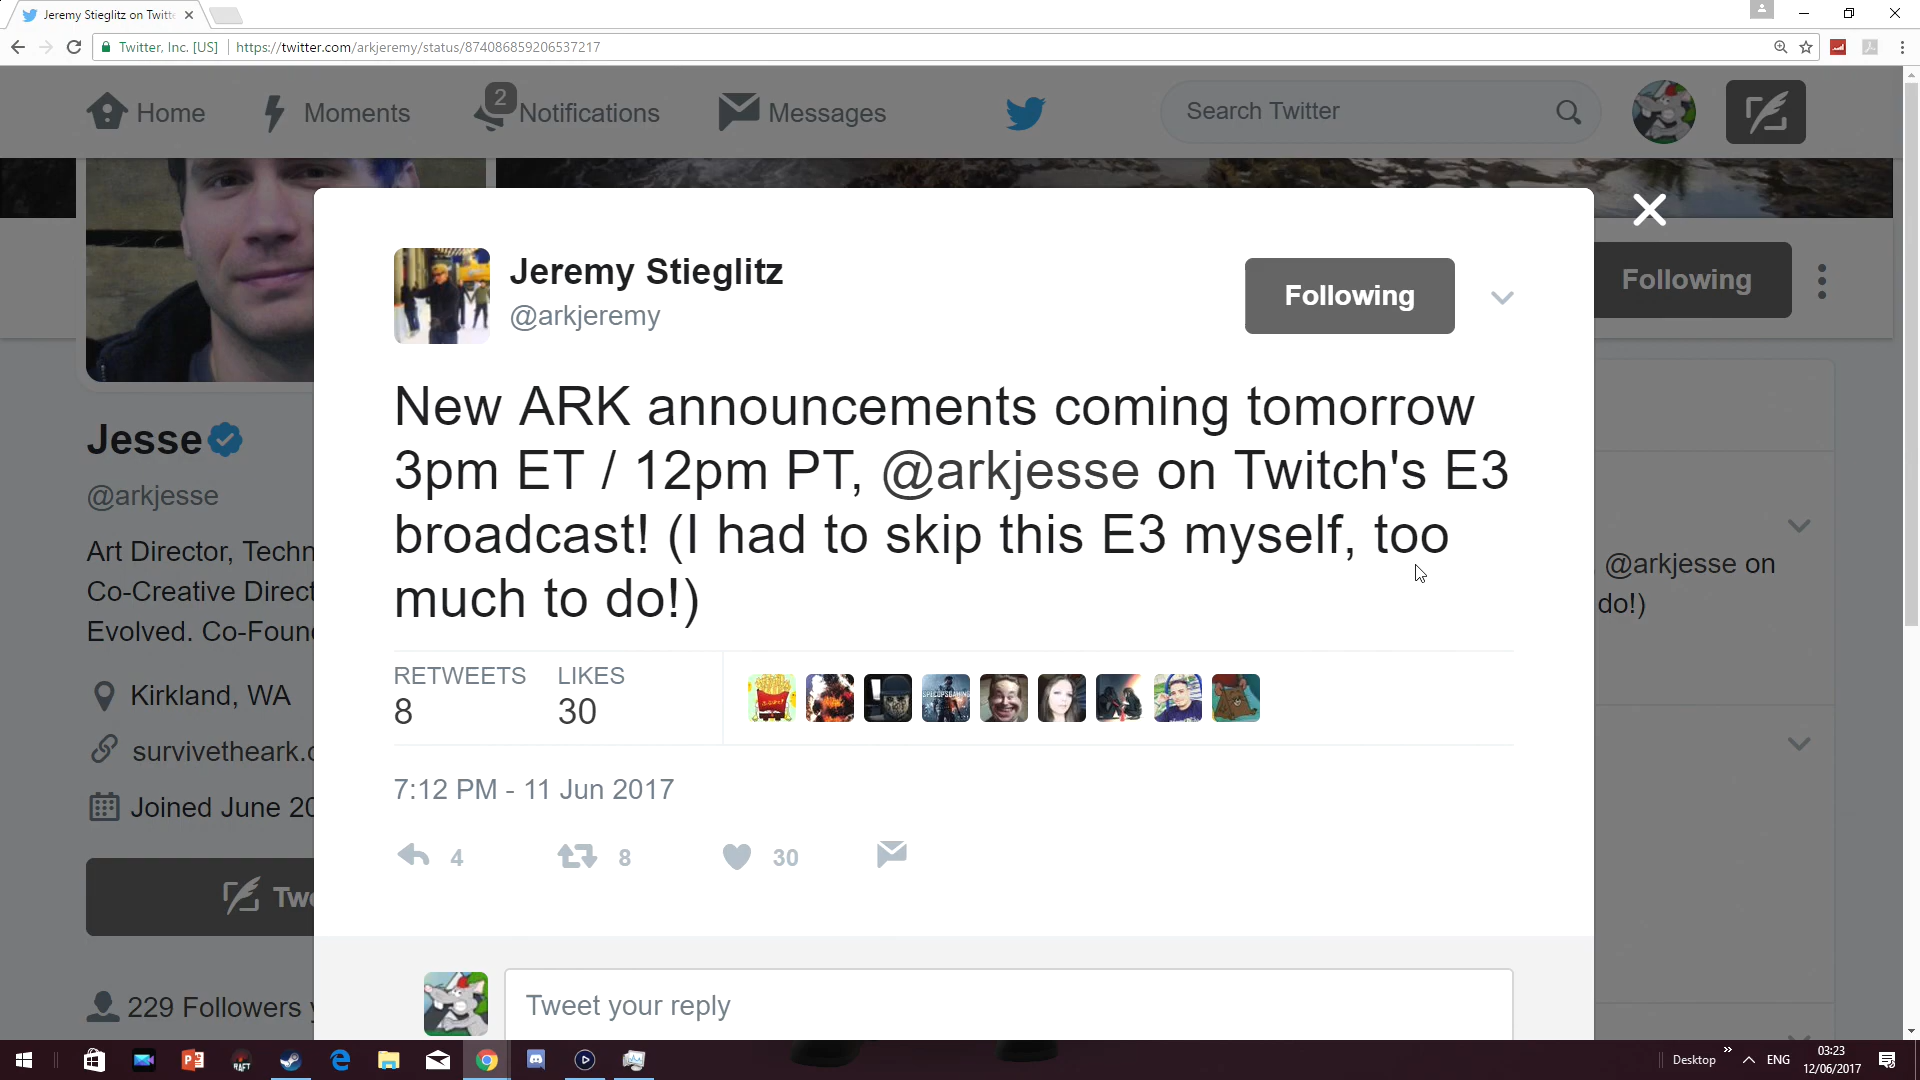 Jeremy Stieglitz on Twitte
Twitter, Inc. [US]
https://twitter.com/arkjeremy/status/874086859206537217
Home
Moments
2
Notifications
Messages
Search Twitter
Jeremy Stieglitz
@arkjeremy
Following
Following
New ARK announcements coming tomorrow
3pm ET / 12pm PT, @arkjesse on Twitch's E3
broadcast! (I had to skip this E3 myself, too
much to do!)
RETWEETS
8
LIKES
30
7:12 PM - 11 Jun 2017
4
8
30
Tweet your reply
Jesse
@arkjesse
Art Director, Techn
Co-Creative Direct
Evolved. Co-Foun
Kirkland, WA
survivetheark.c
Joined June 20
Twe
229 Followers y
@arkjesse on
do!)
RAFT
Desktop
ENG
03:23
12/06/2017